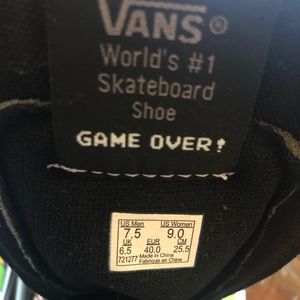 VANS®
World's #1
Skateboard
Shoe
GAME OVER!
US Men US Women
7.5 9.0
UK EUR CM
6.5 40.0 25.5
721277 Made in China
Fabrique en Chine